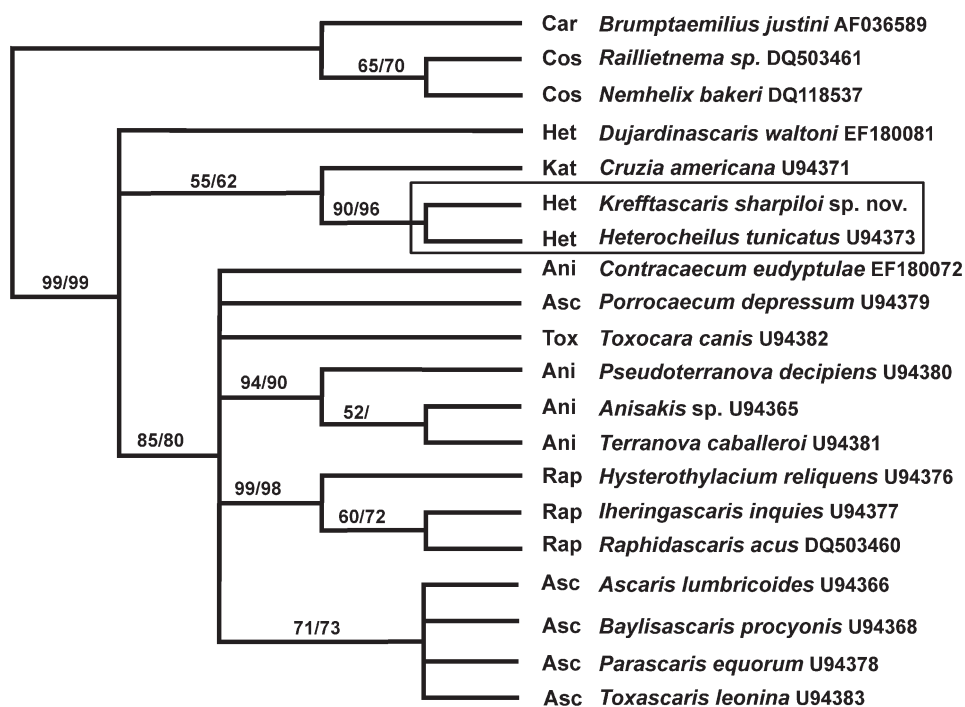 Car Brumptaemilius justini AF036589
65/70 Cos Raillietnema sp. DQ503461
Cos Nemhelix bakeri DQ118537
Het Dujardinascaris waltoni EF180081
55/62 Kat Cruzia americana U94371
90/96 Het Krefftascaris sharpiloi sp. nov.
Het Heterocheilus tunicatus U94373
99/99 Ani Contracaecum eudyptulae EF180072
Asc Porrocaecum depressum U94379
Tox Toxocara canis U94382
94/90 Ani Pseudoterranova decipiens U94380
52/ Ani Anisakis sp. U94365
85/80 Ani Terranova caballeroi U94381
99/98 Rap Hysterothylacium reliquens U94376
60/72 Rap Iheringascaris inquies U94377
Rap Raphidascaris acus DQ503460
Asc Ascaris lumbricoides U94366
71/73 Asc Baylisascaris procyonis U94368
Asc Parascaris equorum U94378
Asc Toxascaris leonina U94383